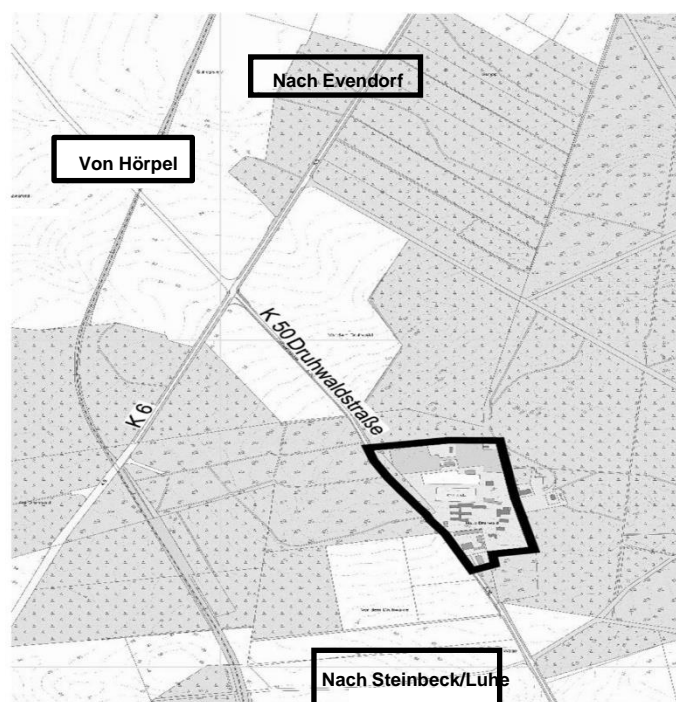 Nach Evendorf
Von Hörpel
K 50 Druhwaldstraße
K 6
Nach Steinbeck/Luhe